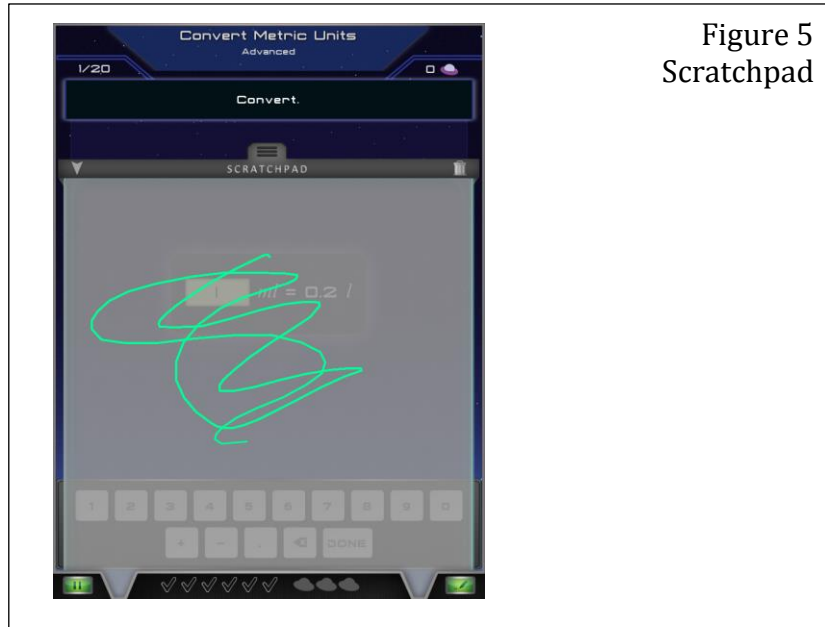 Figure 5
Scratchpad
Convert Metric Units
Advanced
1/20
0
Convert.
SCRATCHPAD
ml = 0.2 l
1 2 3 4 5 6 7 8 9 0
+ - . DONE